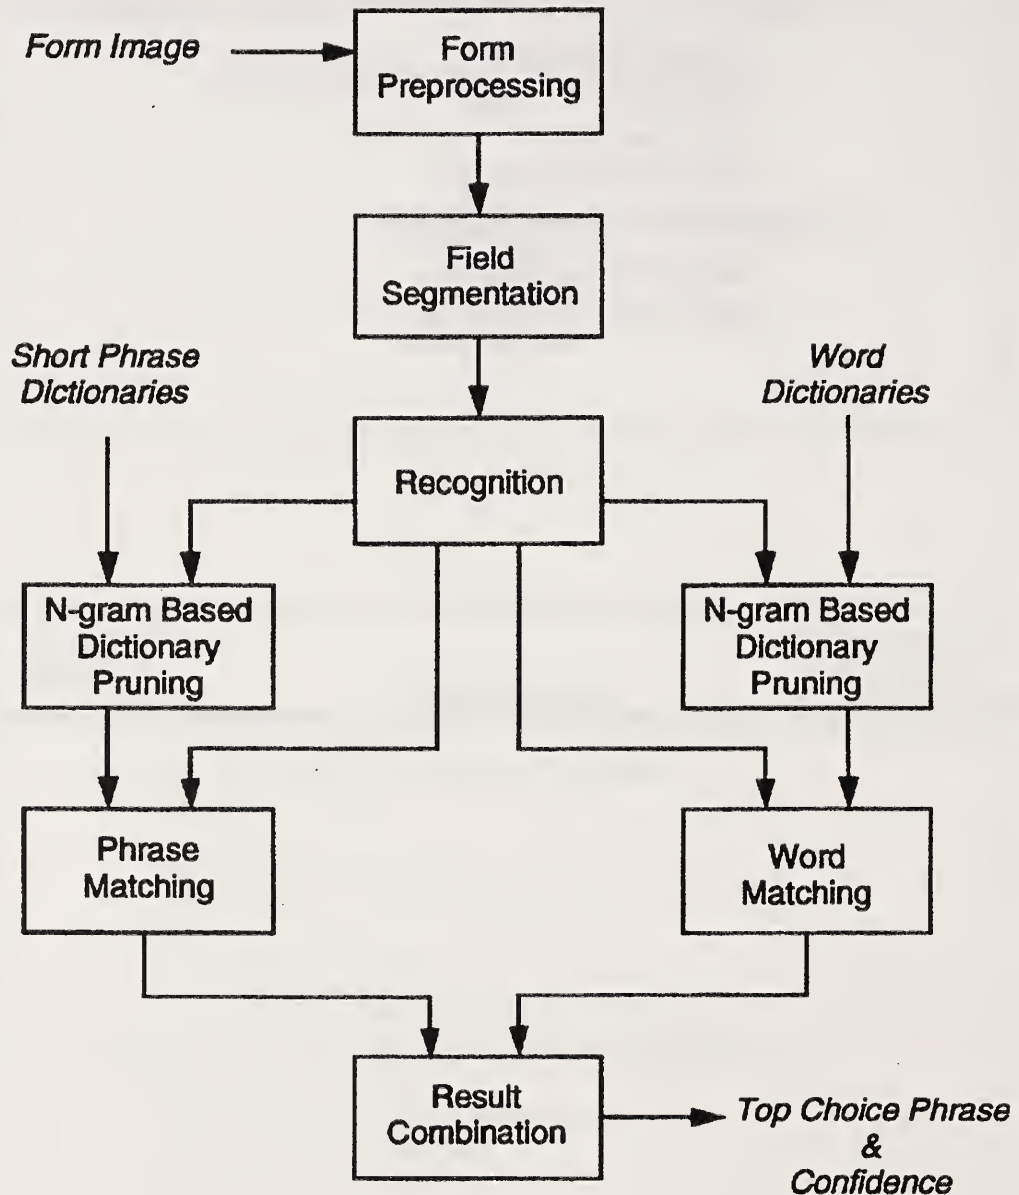 Form Image
Form
Preprocessing
Field
Segmentation
Short Phrase
Dictionaries
Word
Dictionaries
Recognition
N-gram Based
Dictionary
Pruning
N-gram Based
Dictionary
Pruning
Phrase
Matching
Word
Matching
Result
Combination
Top Choice Phrase
&
Confidence